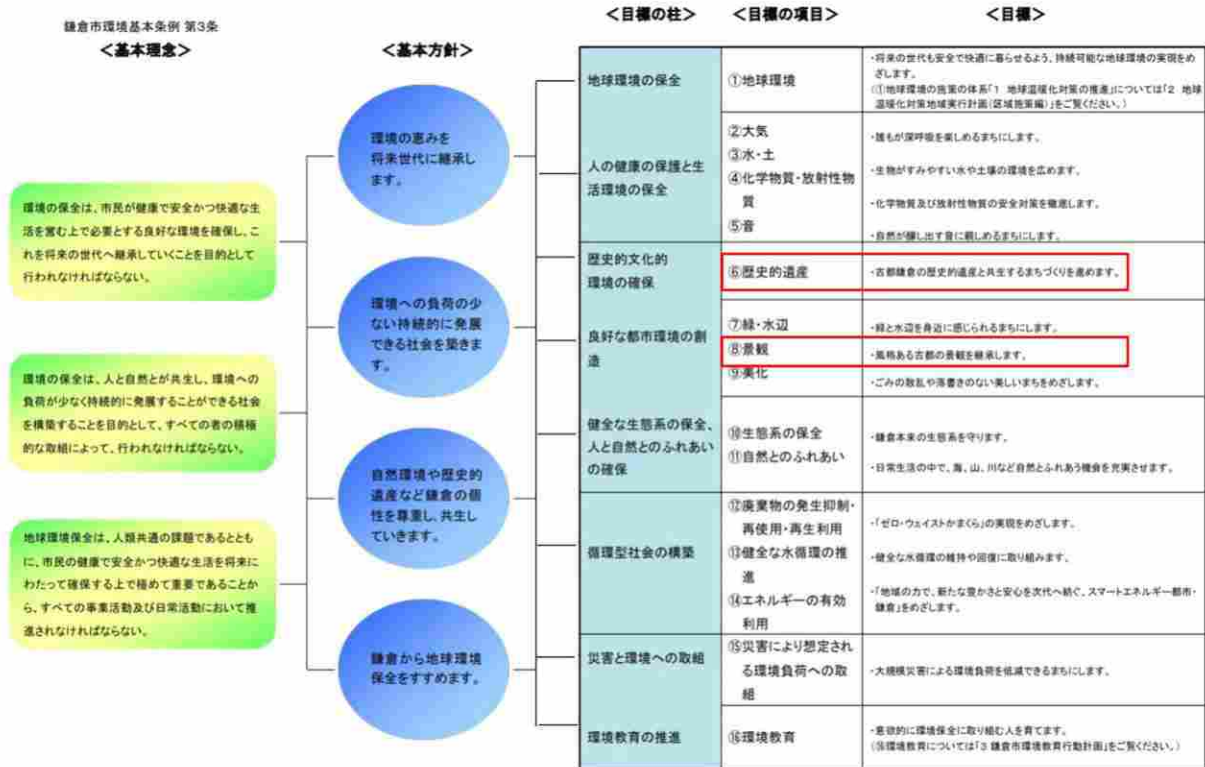 鎌倉市環境基本条例 第3条
＜基本理念＞
環境の保全は、市民が健康で安全かつ快適な生
活を営む上で必要とする良好な環境を確保し、こ
れを将来の世代へ継承していくことを目的として
行われなければならない。
環境の保全は、人と自然とが共生し、環境への
負荷が少なく持続的に発展することができる社会
を構築することを目的として、すべての者の積極
的な取組によって、行われなければならない。
地球環境保全は、人類共通の課題であるととも
に、市民の健康で安全かつ快適な生活を将来に
わたって確保する上で極めて重要であることか
ら、すべての事業活動及び日常活動において推
進されなければならない。
＜基本方針＞
環境の恵みを
将来世代に継承し
ます。
環境への負荷の少
ない持続的に発展
できる社会を築きま
す。
自然環境や歴史的
遺産など鎌倉の個
性を尊重し、共生し
ていきます。
鎌倉から地球環境
保全をすすめます。
＜目標の柱＞
＜目標の項目＞
＜目標＞
地球環境の保全
①地球環境
・将来の世代も安全で快適に暮らせるよう、持続可能な地球環境の実現をめ
ざします。
（①地球環境の施策の体系「1 地球温暖化対策の推進」については「2 地球
温暖化対策地域実行計画（区域施策編）」をご覧ください。）
人の健康の保護と生
活環境の保全
②大気
③水・土
④化学物質・放射性物
質
⑤音
・誰もが深呼吸を楽しめるまちにします。
・生物がすみやすい水や土壌の環境を広めます。
・化学物質及び放射性物質の安全対策を徹底します。
・自然が醸し出す音に親しめるまちにします。
歴史的文化的
環境の確保
⑥歴史的遺産
・古都鎌倉の歴史的遺産と共生するまちづくりを進めます。
良好な都市環境の創
造
⑦緑・水辺
⑧景観
⑨美化
・緑と水辺を身近に感じられるまちにします。
・風格ある古都の景観を継承します。
・ごみの散乱や落書きのない美しいまちをめざします。
健全な生態系の保全、
人と自然とのふれあい
の確保
⑩生態系の保全
⑪自然とのふれあい
・鎌倉本来の生態系を守ります。
・日常生活の中で、海、山、川など自然とふれあう機会を充実させます。
循環型社会の構築
⑫廃棄物の発生抑制・
再使用・再生利用
⑬健全な水循環の推
進
⑭エネルギーの有効
利用
・「ゼロ・ウェイストかまくら」の実現をめざします。
・健全な水循環の維持や回復に取り組みます。
・「地域の力で、新たな豊かさと安心を次代へ紡ぐ、スマートエネルギー都市・
鎌倉」をめざします。
災害と環境への取組
⑮災害により想定され
る環境負荷への取
組
・大規模災害による環境負荷を低減できるまちにします。
環境教育の推進
⑯環境教育
・意欲的に環境保全に取り組む人を育てます。
（⑯環境教育については「3 鎌倉市環境教育行動計画」をご覧ください。）